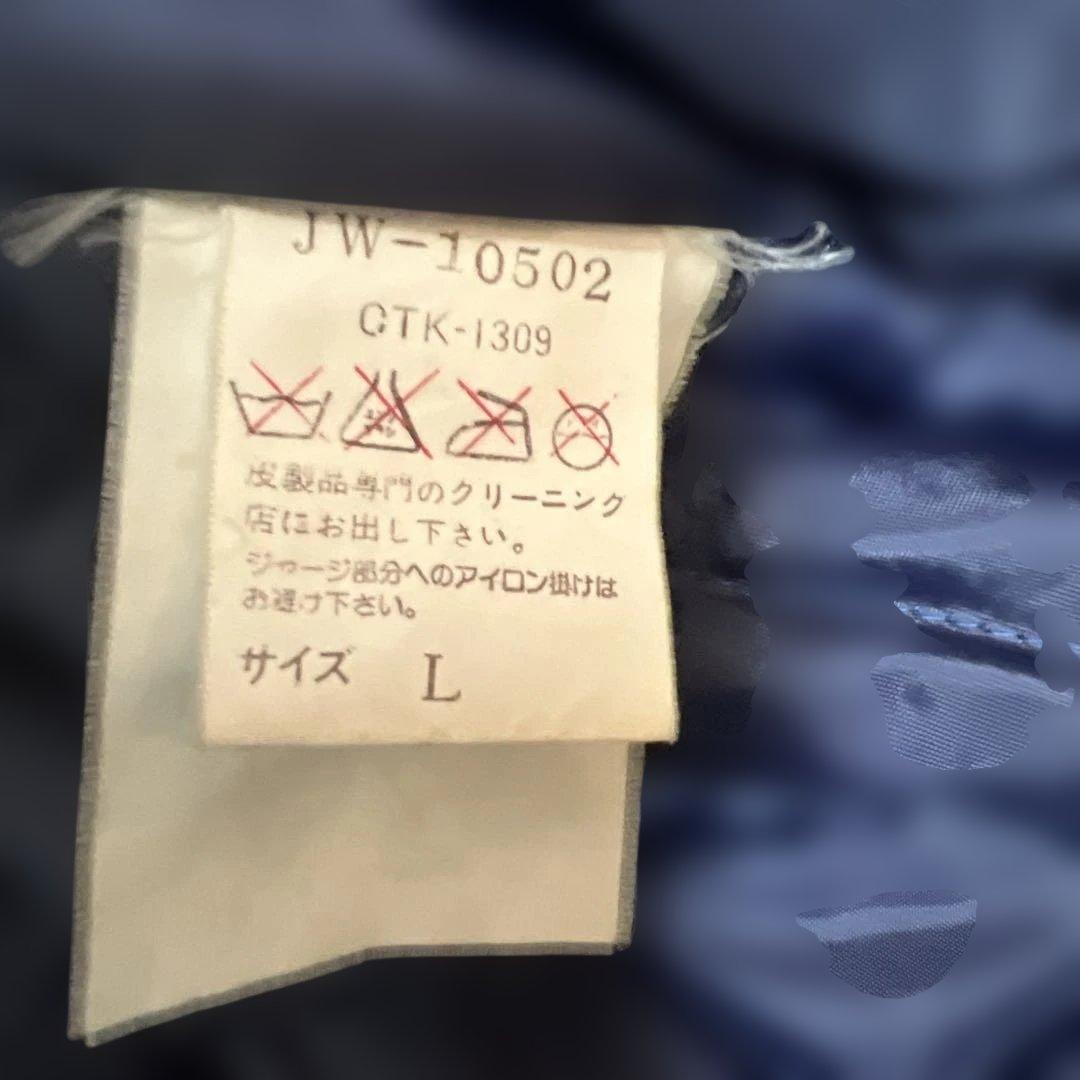 JW-10502
CTK-1309
皮製品専門のクリーニング
店にお出し下さい。
ジャージ部分へのアイロン掛けは
お避け下さい。
サイズ L